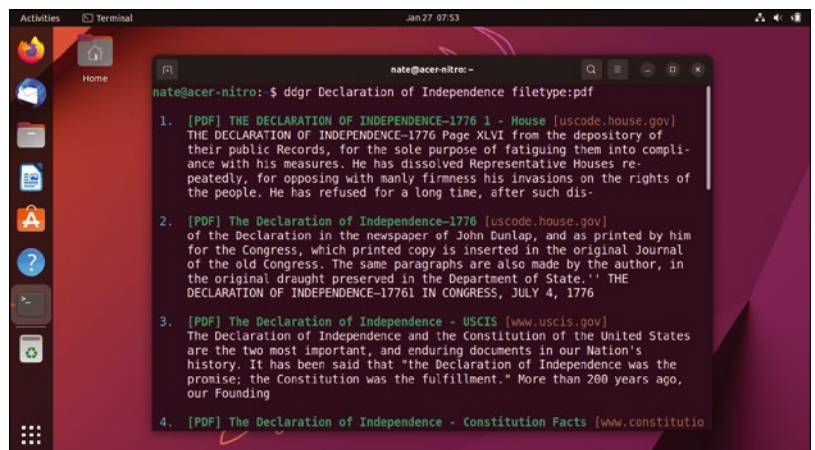 Activities
Terminal
Jan 27 07:53
Home
nate@acer-nitro: ~
nate@acer-nitro:~$ ddgr Declaration of Independence filetype:pdf
1. [PDF] THE DECLARATION OF INDEPENDENCE—1776 1 - House [uscode.house.gov]
THE DECLARATION OF INDEPENDENCE—1776 Page XLVI from the depository of
their public Records, for the sole purpose of fatiguing them into compli-
ance with his measures. He has dissolved Representative Houses re-
peatedly, for opposing with manly firmness his invasions on the rights of
the people. He has refused for a long time, after such dis-
2. [PDF] The Declaration of Independence—1776 [uscode.house.gov]
of the Declaration in the newspaper of John Dunlap, and as printed by him
for the Congress, which printed copy is inserted in the original Journal
of the old Congress. The same paragraphs are also made by the author, in
the original draught preserved in the Department of State.'' THE
DECLARATION OF INDEPENDENCE—17761 IN CONGRESS, JULY 4, 1776
3. [PDF] The Declaration of Independence - USCIS [www.uscis.gov]
The Declaration of Independence and the Constitution of the United States
are the two most important, and enduring documents in our Nation's
history. It has been said that "the Declaration of Independence was the
promise; the Constitution was the fulfillment." More than 200 years ago,
our Founding
4. [PDF] The Declaration of Independence - Constitution Facts [www.constitutio